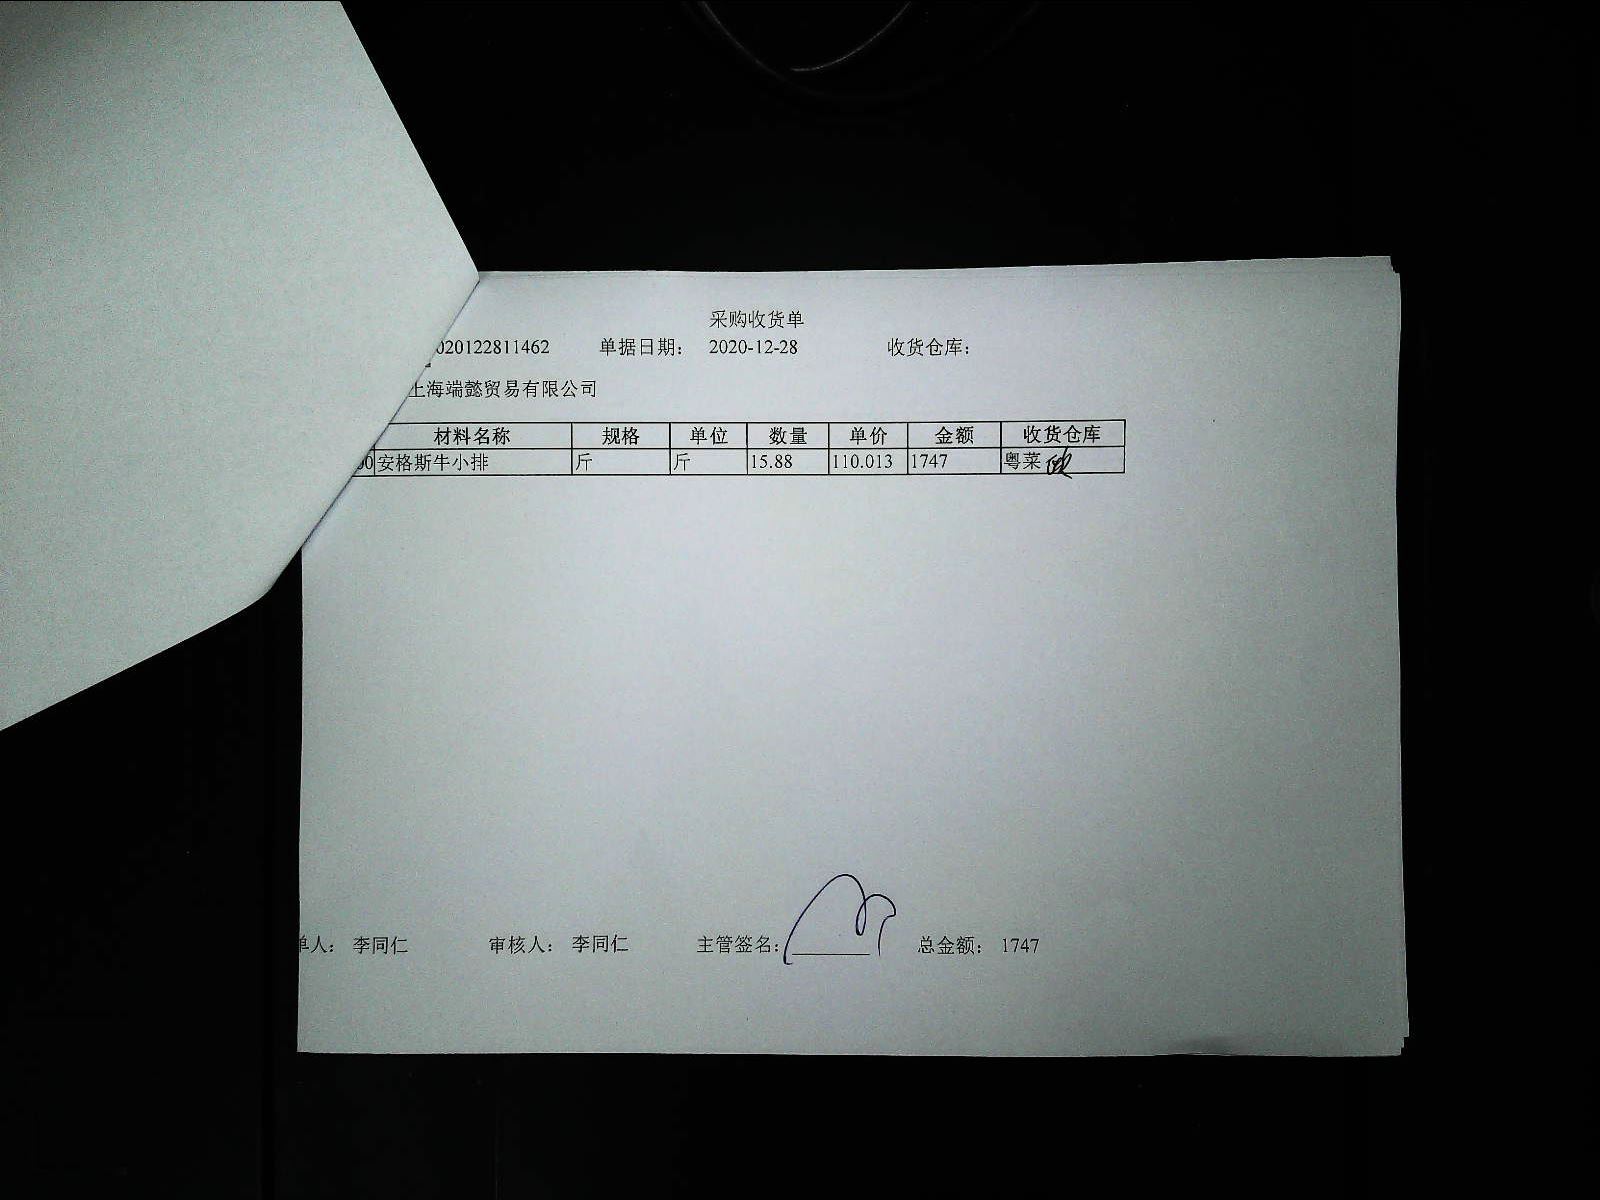 采购收货单
020122811462 单据日期： 2020-12-28 收货仓库：
上海端懿贸易有限公司
材料名称 规格 单位 数量 单价 金额 收货仓库
00 安格斯牛小排 斤 斤 15.88 110.013 1747 粤菜
单人： 李同仁 审核人： 李同仁 主管签名： 总金额： 1747